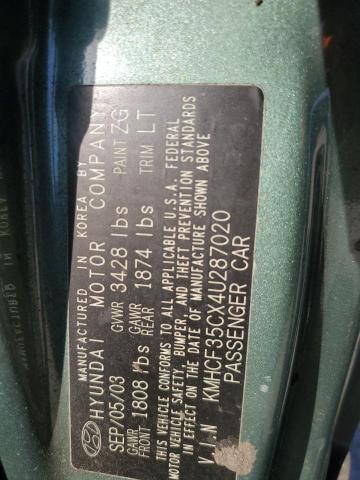 MANUFACTURED IN KOREA BY
HYUNDAI MOTOR COMPANY
SEP/05/03 GVWR 3428 lbs PAINT ZG
GAWR FRONT 1808 lbs GAWR REAR 1874 lbs TRIM LT
THIS VEHICLE CONFORMS TO ALL APPLICABLE U.S.A. FEDERAL
MOTOR VEHICLE SAFETY, BUMPER, AND THEFT PREVENTION STANDARDS
IN EFFECT ON THE DATE OF MANUFACTURE SHOWN ABOVE
V.I.N KMHCF35CX4U287020
PASSENGER CAR